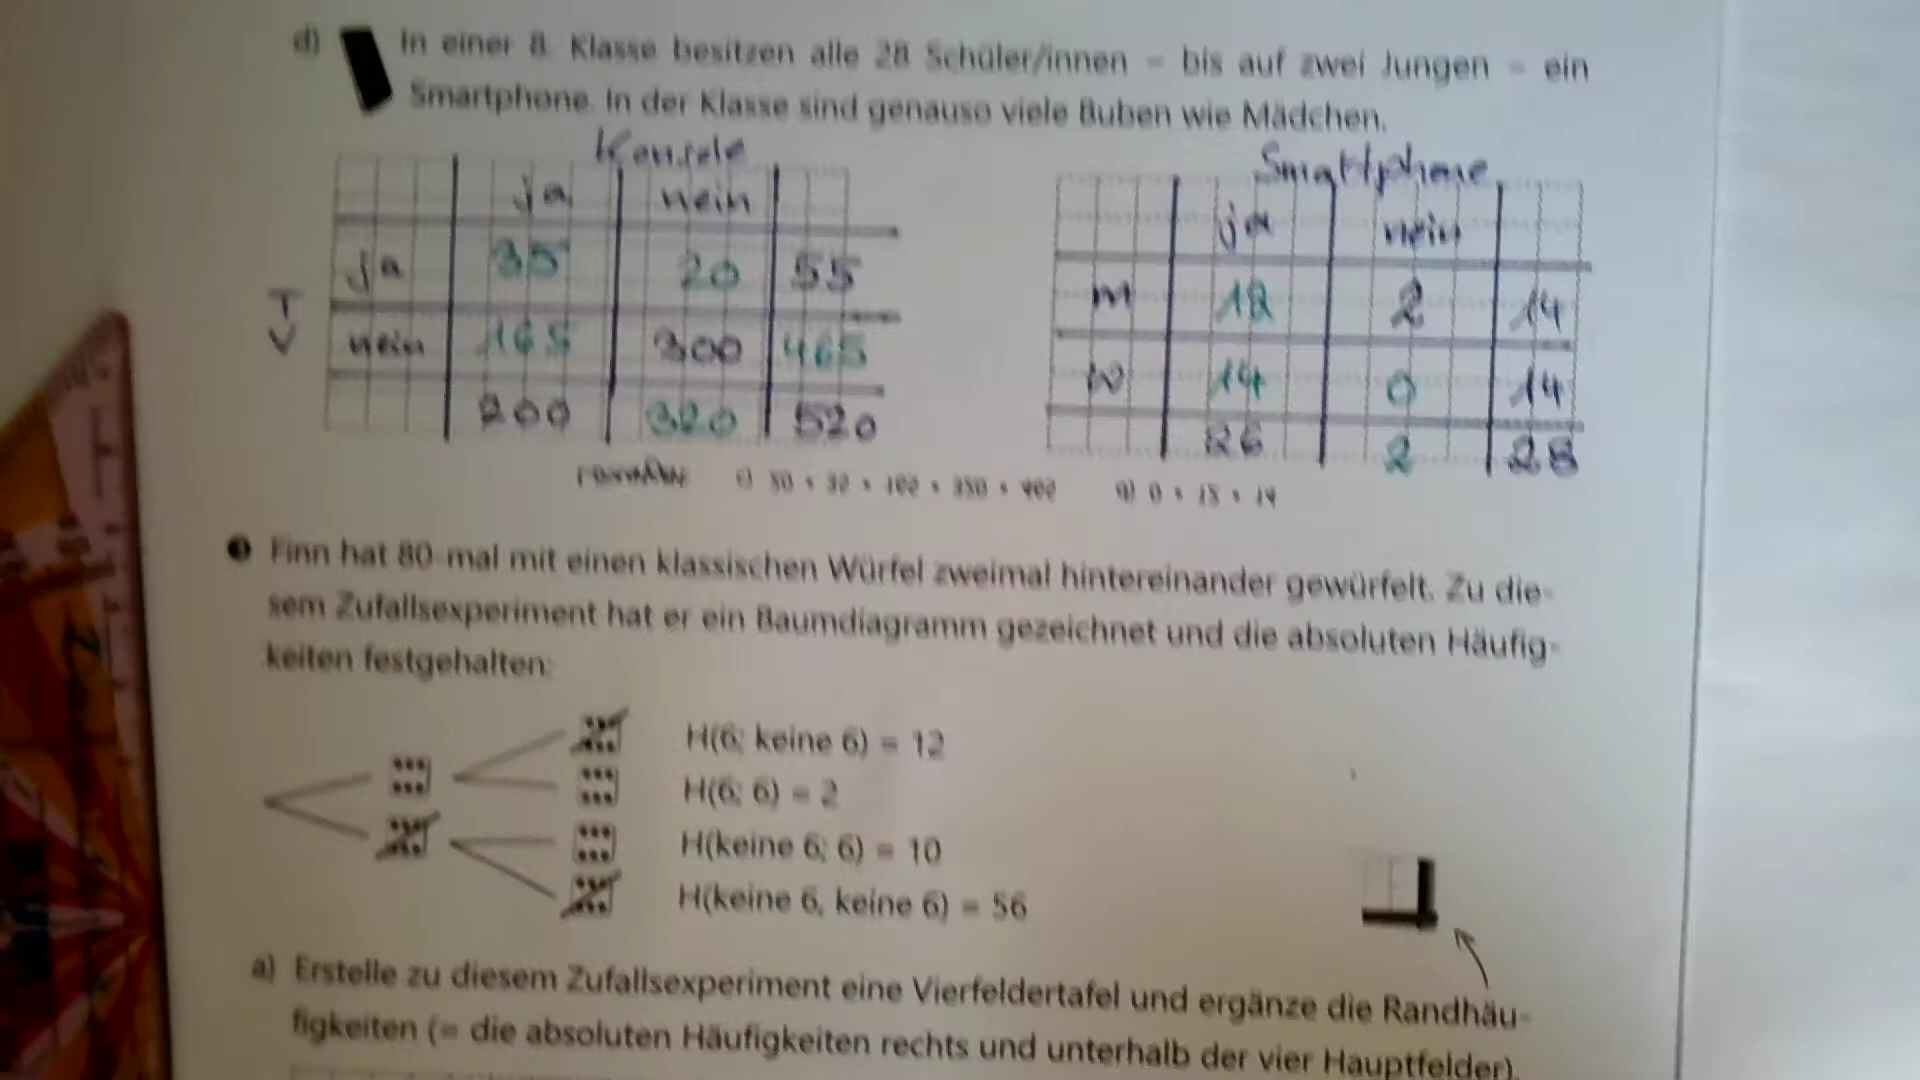 d) In einer 8. Klasse besitzen alle 28 Schüler/innen – bis auf zwei Jungen – ein
Smartphone. In der Klasse sind genauso viele Buben wie Mädchen.
Konsole
ja nein
ja 35 20 55
TV
nein 165 300 465
200 320 520
Smartphone
ja nein
m 12 2 14
w 14 0 14
26 2 28
❸ Finn hat 80-mal mit einen klassischen Würfel zweimal hintereinander gewürfelt. Zu die-
sem Zufallsexperiment hat er ein Baumdiagramm gezeichnet und die absoluten Häufig-
keiten festgehalten:
H(6; keine 6) = 12
H(6; 6) = 2
H(keine 6; 6) = 10
H(keine 6, keine 6) = 56
a) Erstelle zu diesem Zufallsexperiment eine Vierfeldertafel und ergänze die Randhäu-
figkeiten (= die absoluten Häufigkeiten rechts und unterhalb der vier Hauptfelder).